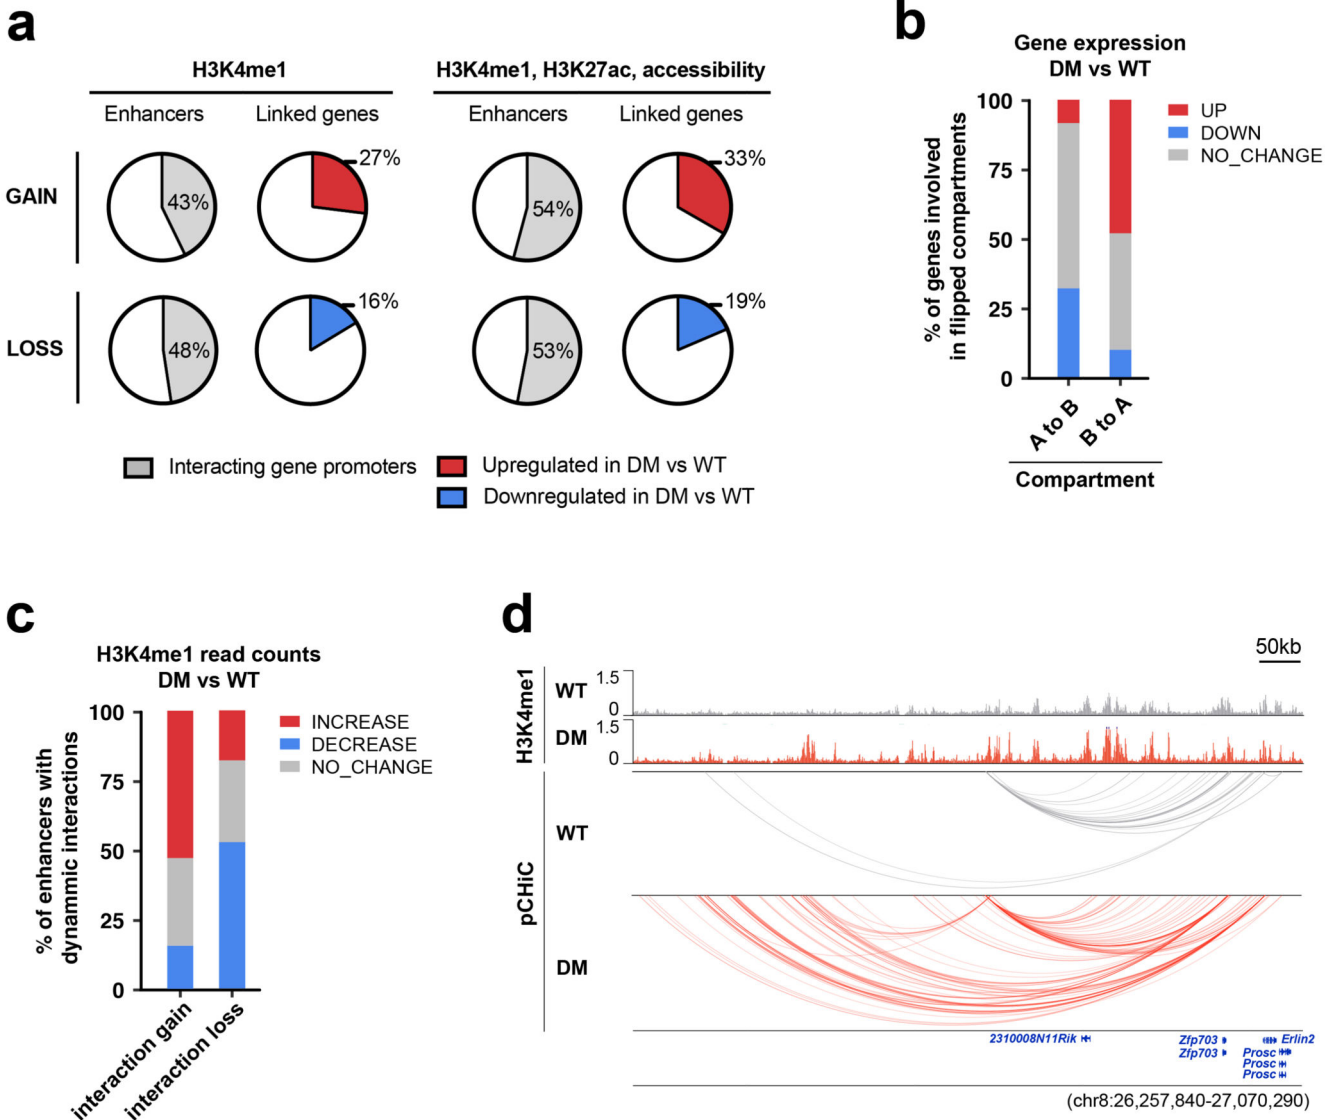 a
H3K4me1
H3K4me1, H3K27ac, accessibility
Enhancers
Linked genes
Enhancers
Linked genes
GAIN
43%
27%
54%
33%
LOSS
48%
16%
53%
19%
Interacting gene promoters
Upregulated in DM vs WT
Downregulated in DM vs WT
b
Gene expression
DM vs WT
% of genes involved
in flipped compartments
100
75
50
25
0
UP
DOWN
NO_CHANGE
A to B
B to A
Compartment
c
H3K4me1 read counts
DM vs WT
% of enhancers with
dynammic interactions
100
75
50
25
0
INCREASE
DECREASE
NO_CHANGE
interaction gain
interaction loss
d
50kb
H3K4me1
WT
1.5
0
DM
1.5
0
pCHiC
WT
DM
2310008N11Rik
Zfp703
Erlin2
Zfp703
Prosc
Prosc
Prosc
(chr8:26,257,840-27,070,290)